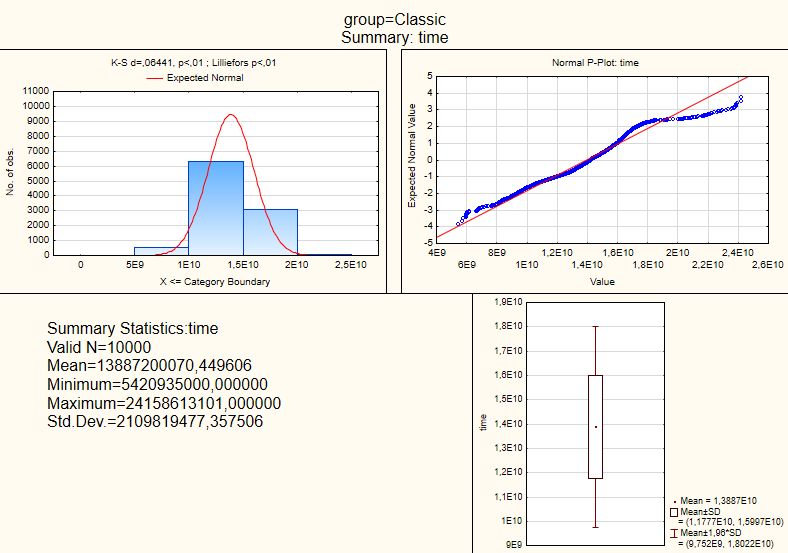 group=Classic
Summary: time
K-S d=,06441, p<,01 ; Lilliefors p<,01
Expected Normal
11000
10000
9000
8000
7000
6000
5000
4000
3000
2000
1000
0
No. of obs.
0 5E9 1E10 1,5E10 2E10 2,5E10
X <= Category Boundary
Normal P-Plot: time
5
4
3
2
1
0
-1
-2
-3
-4
-5
Expected Normal Value
4E9 8E9 1,2E10 1,6E10 2E10 2,4E10
6E9 1E10 1,4E10 1,8E10 2,2E10 2,6E10
Value
Summary Statistics:time
Valid N=10000
Mean=13887200070,449606
Minimum=5420935000,000000
Maximum=24158613101,000000
Std.Dev.=2109819477,357506
1,9E10
1,8E10
1,7E10
1,6E10
1,5E10
1,4E10
1,3E10
1,2E10
1,1E10
1E10
9E9
time
Mean = 1,3887E10
Mean±SD
= (1,1777E10, 1,5997E10)
Mean±1,96*SD
= (9,752E9, 1,8022E10)